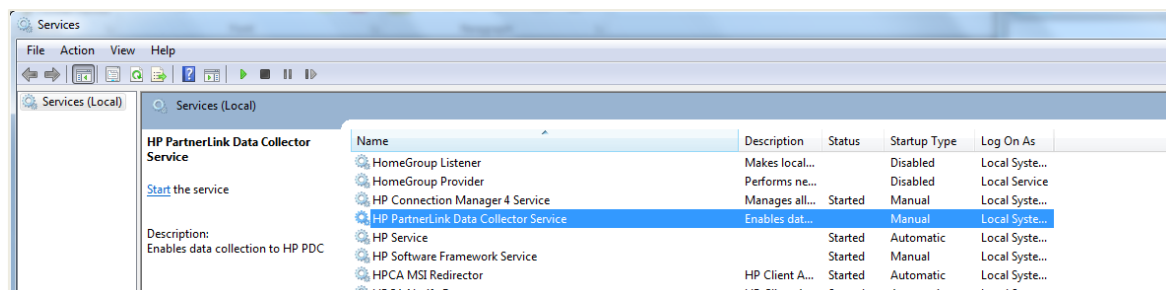 Services
File Action View Help
Services (Local)
Services (Local)
HP PartnerLink Data Collector
Service
Start the service
Description:
Enables data collection to HP PDC
Name Description Status Startup Type Log On As
HomeGroup Listener Makes local... Disabled Local Syste...
HomeGroup Provider Performs ne... Disabled Local Service
HP Connection Manager 4 Service Manages all... Started Manual Local Syste...
HP PartnerLink Data Collector Service Enables dat... Manual Local Syste...
HP Service Started Automatic Local Syste...
HP Software Framework Service Started Manual Local Syste...
HPCA MSI Redirector HP Client A... Started Automatic Local Syste...